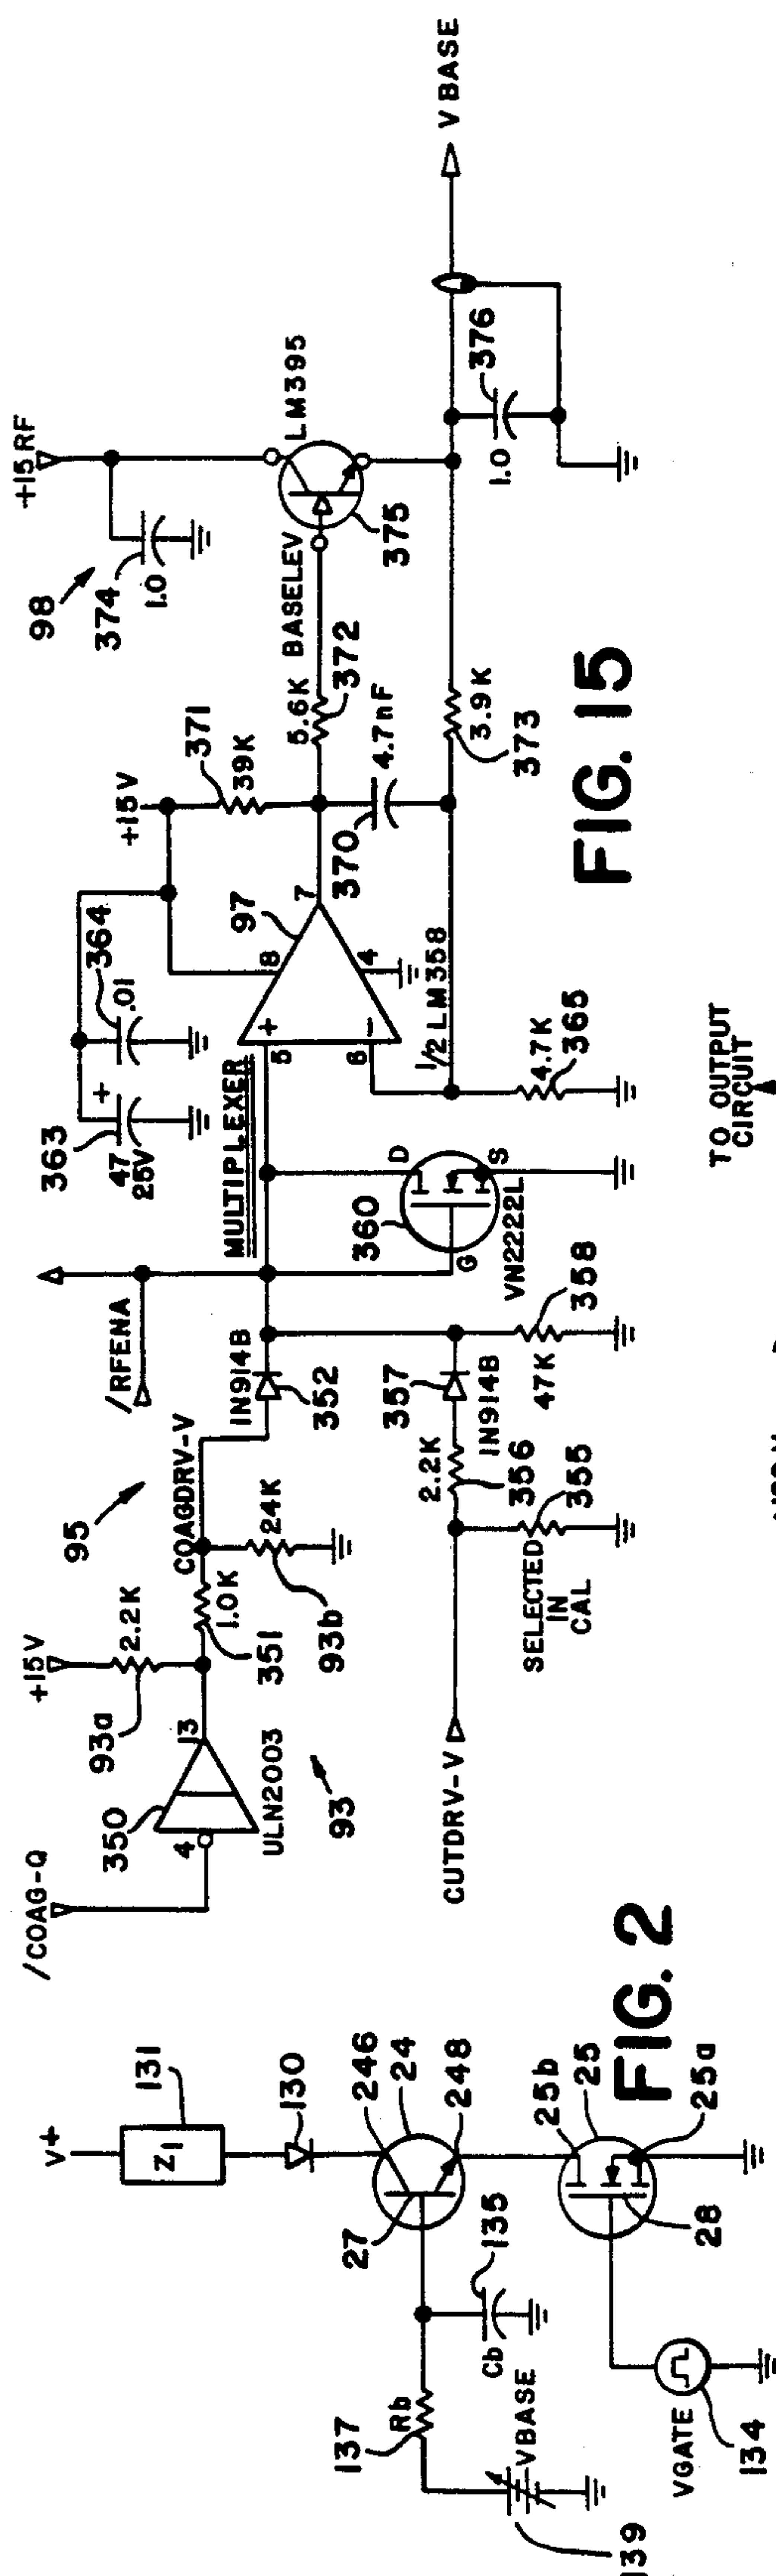 FIG. 15
+15RF
98
374
1.0
LM395
375
BASELEV
5.6K
372
371
39K
+15V
4.7nF
370
3.9K
373
1.0
376
V BASE
363
47
25V
+
364
.01
97
8
7
4
5
+
6
-
1/2 LM358
4.7K
365
MULTIPLEXER
360
D
S
G
VN2222L
/RFENA
95
COAGDRV-V
1N914B
352
357
1N914B
47K
358
2.2K
356
355
SELECTED
IN
CAL
+15V
2.2K
93a
1.0K
351
24K
93b
350
4
13
ULN2003
93
/COAG-Q
CUTDRV-V
TO OUTPUT
CIRCUIT
FIG. 2
V+
131
Z1
130
246
24
248
27
25b
25
25a
28
135
Cb
137
Rb
VBASE
139
VGATE
134